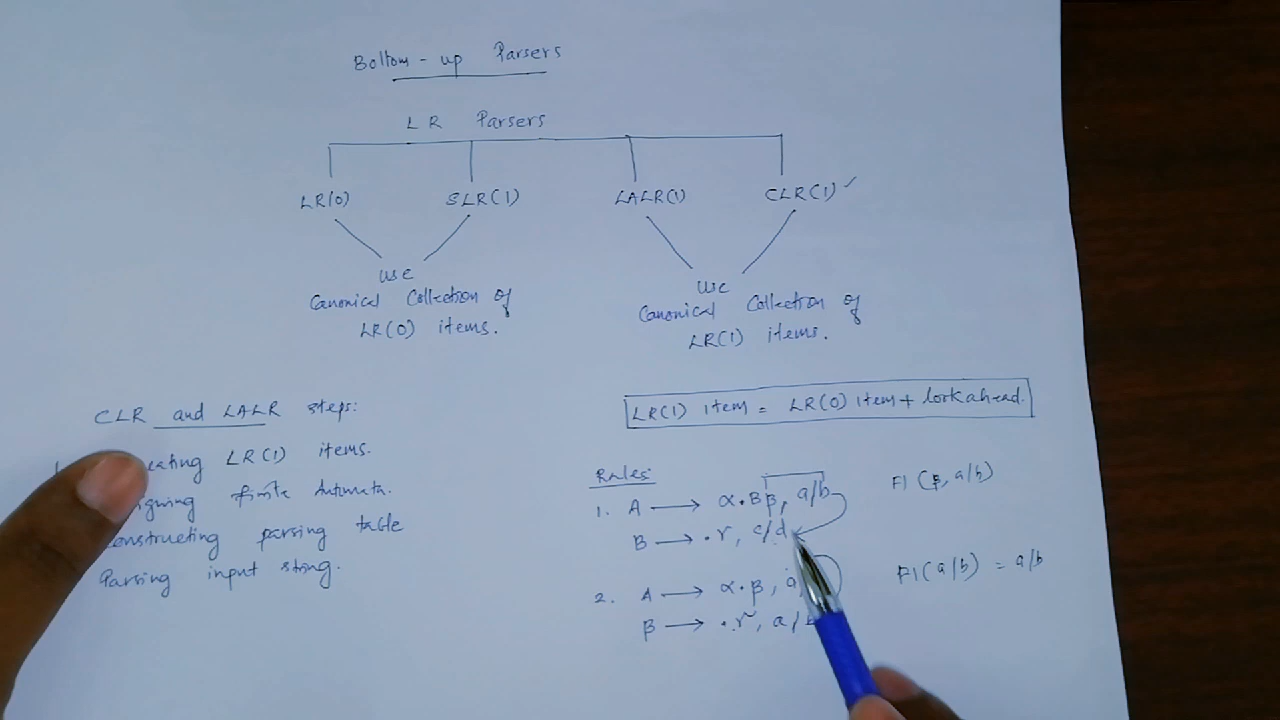 Bottom-up Parsers
LR Parsers
LR(0) SLR(1) LALR(1) CLR(1) ✓
use
Canonical Collection of
LR(0) items.
use
Canonical Collection of
LR(1) items.
CLR and LALR steps:
LR(1) items.
finite Automata.
constructing parsing table
Parsing input string.
LR(1) item = LR(0) item + lookahead.
Rules:
1. A → α.Bβ, a/b FI(β, a/b)
B → .r, c/d
2. A → α.β, a FI(a/b) = a/b
β → .r, a/